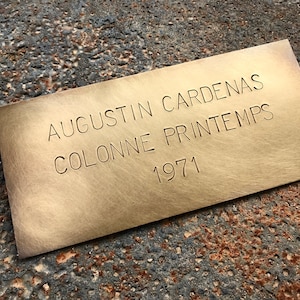 AUGUSTIN CARDENAS
COLONNE PRINTEMPS
1971